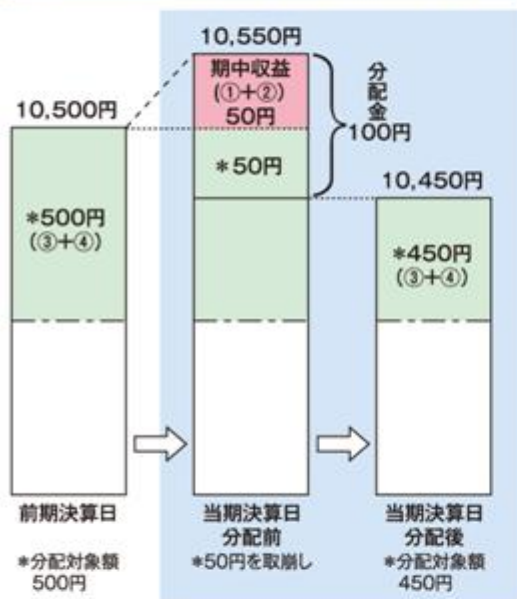 10,550円
期中収益
(①+②)
50円
分配金
100円
10,500円
*50円
10,450円
*500円
(③+④)
*450円
(③+④)
前期決算日
当期決算日
分配前
当期決算日
分配後
*分配対象額
500円
*50円を取崩し
*分配対象額
450円